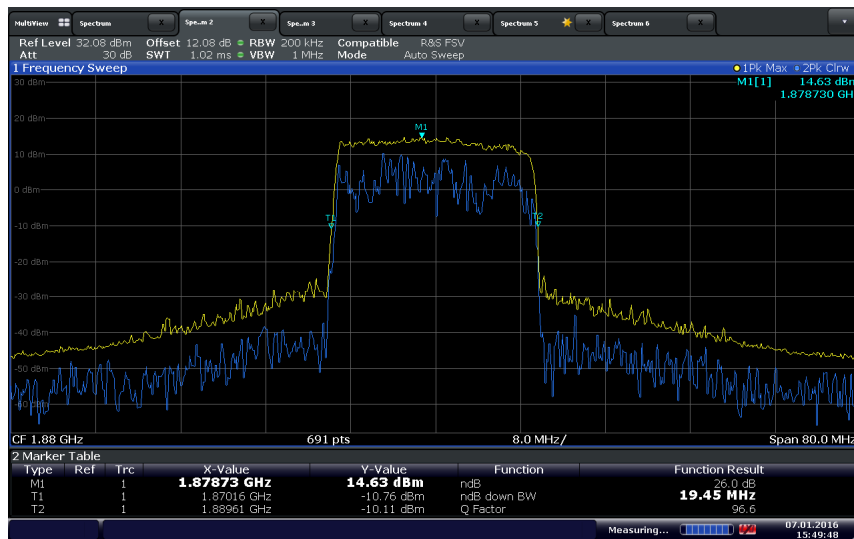 MultiView Spectrum X Spe...m 2 X Spe...m 3 X Spectrum 4 X Spectrum 5 X Spectrum 6 X
Ref Level 32.08 dBm Offset 12.08 dB RBW 200 kHz Compatible R&S FSV
Att 30 dB SWT 1.02 ms VBW 1 MHz Mode Auto Sweep
1 Frequency Sweep 1Pk Max 2Pk Clrw
M1[1] 14.63 dBm
1.878730 GH
30 dBm
20 dBm
M1
10 dBm
0 dBm
T1 T2
-10 dBm
-20 dBm
-30 dBm
-40 dBm
-50 dBm
-60 dBm
CF 1.88 GHz 691 pts 8.0 MHz/ Span 80.0 MHz
2 Marker Table
Type Ref Trc X-Value Y-Value Function Function Result
M1 1 1.87873 GHz 14.63 dBm ndB 26.0 dB
T1 1 1.87016 GHz -10.76 dBm ndB down BW 19.45 MHz
T2 1 1.88961 GHz -10.11 dBm Q Factor 96.6
Measuring... 07.01.2016
15:49:48